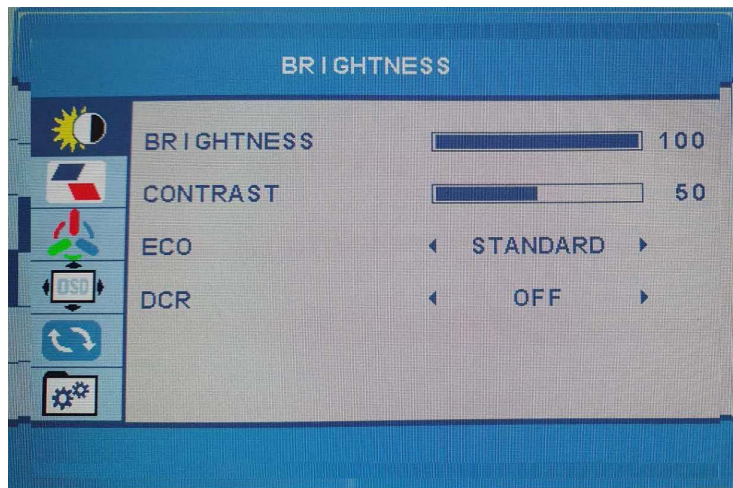 BRIGHTNESS
BRIGHTNESS 100
CONTRAST 50
ECO STANDARD
DCR OFF
OSD